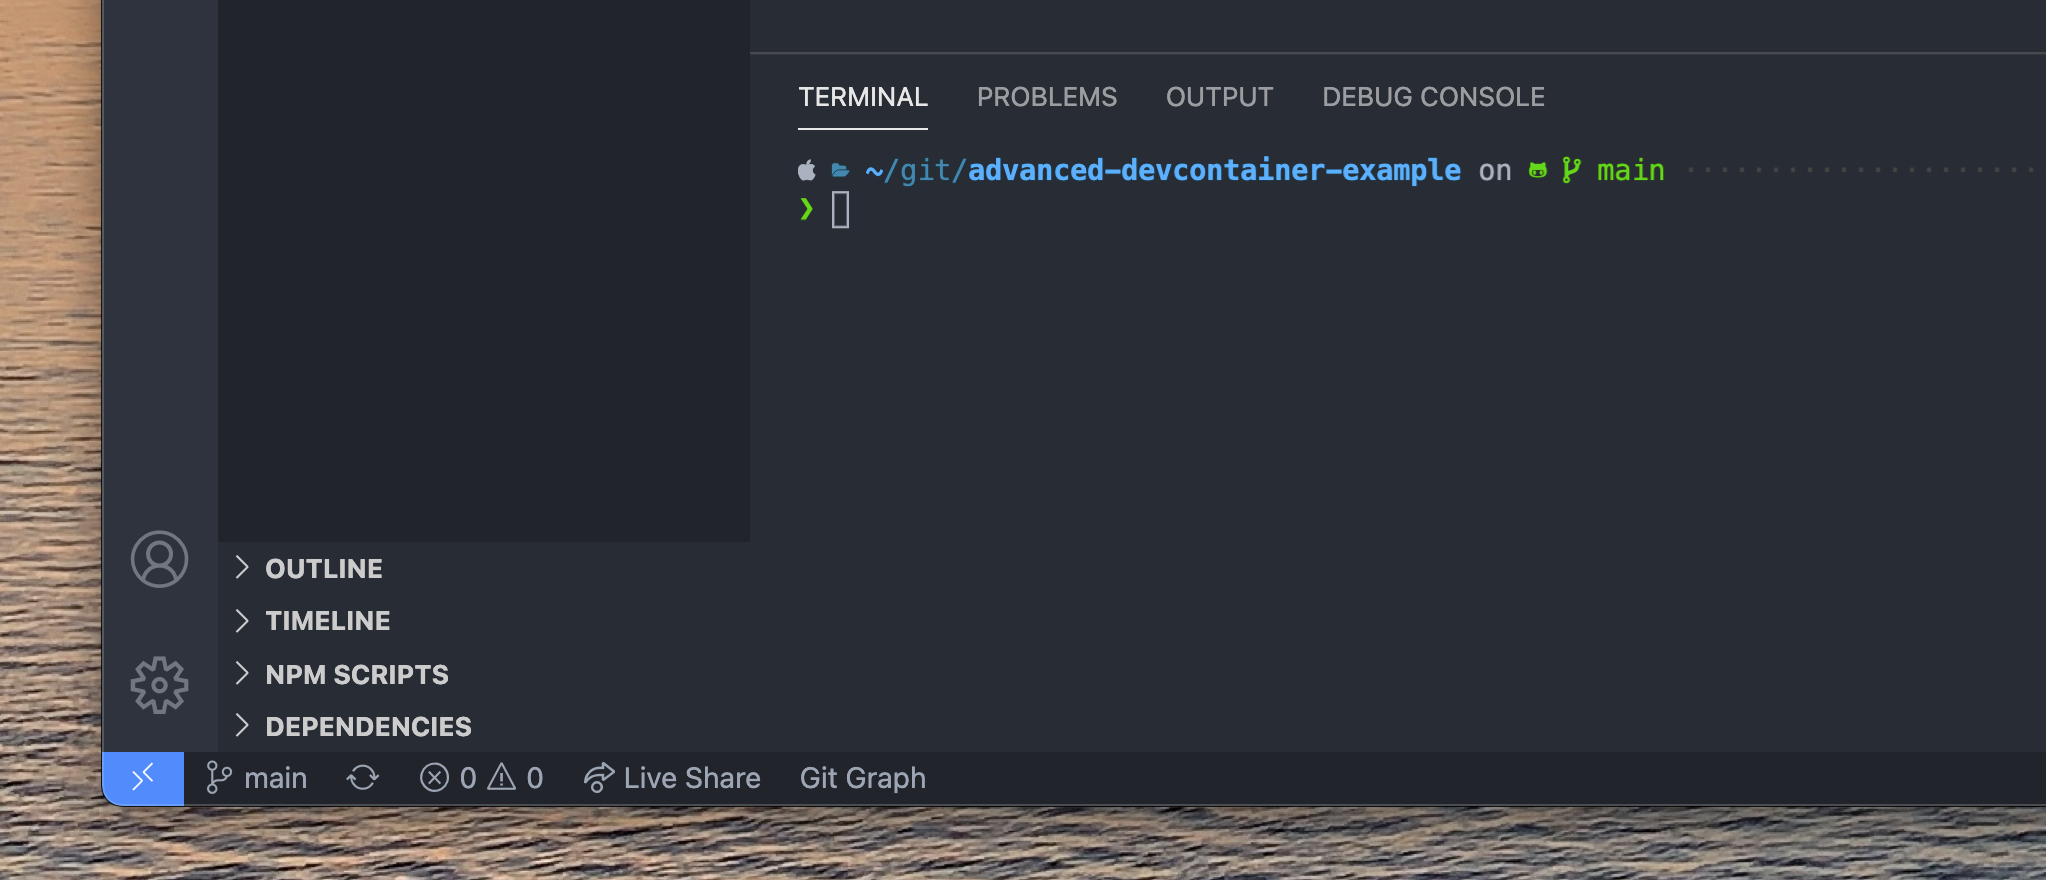 TERMINAL PROBLEMS OUTPUT DEBUG CONSOLE
~/git/advanced-devcontainer-example on main
❯
OUTLINE
TIMELINE
NPM SCRIPTS
DEPENDENCIES
main 0 0 Live Share Git Graph